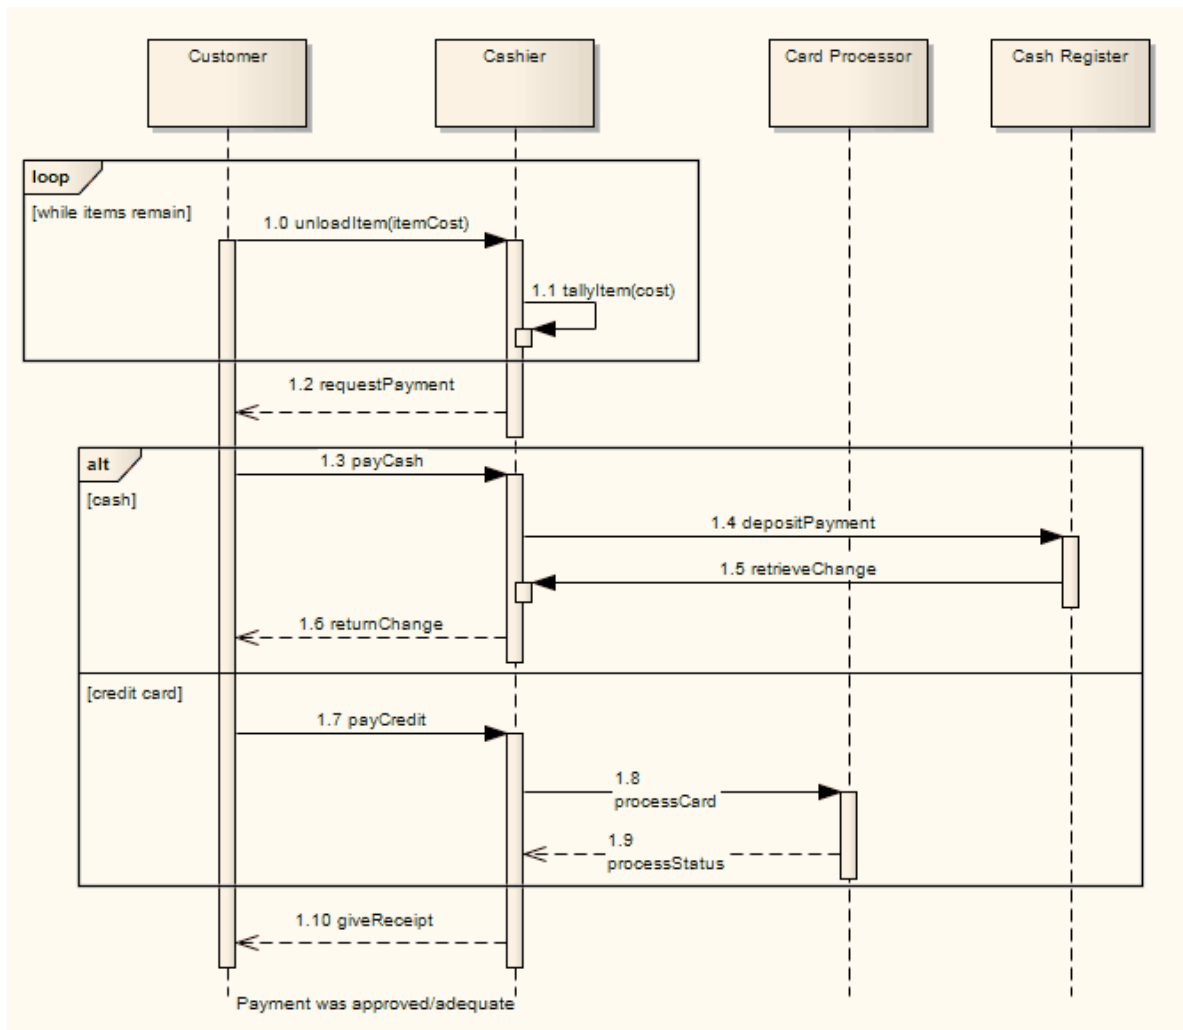 Customer
Cashier
Card Processor
Cash Register
loop
[while items remain]
1.0 unloadItem(itemCost)
1.1 tallyItem(cost)
1.2 requestPayment
alt
1.3 payCash
[cash]
1.4 depositPayment
1.5 retrieveChange
1.6 returnChange
[credit card]
1.7 payCredit
1.8
processCard
1.9
processStatus
1.10 giveReceipt
Payment was approved/adequate